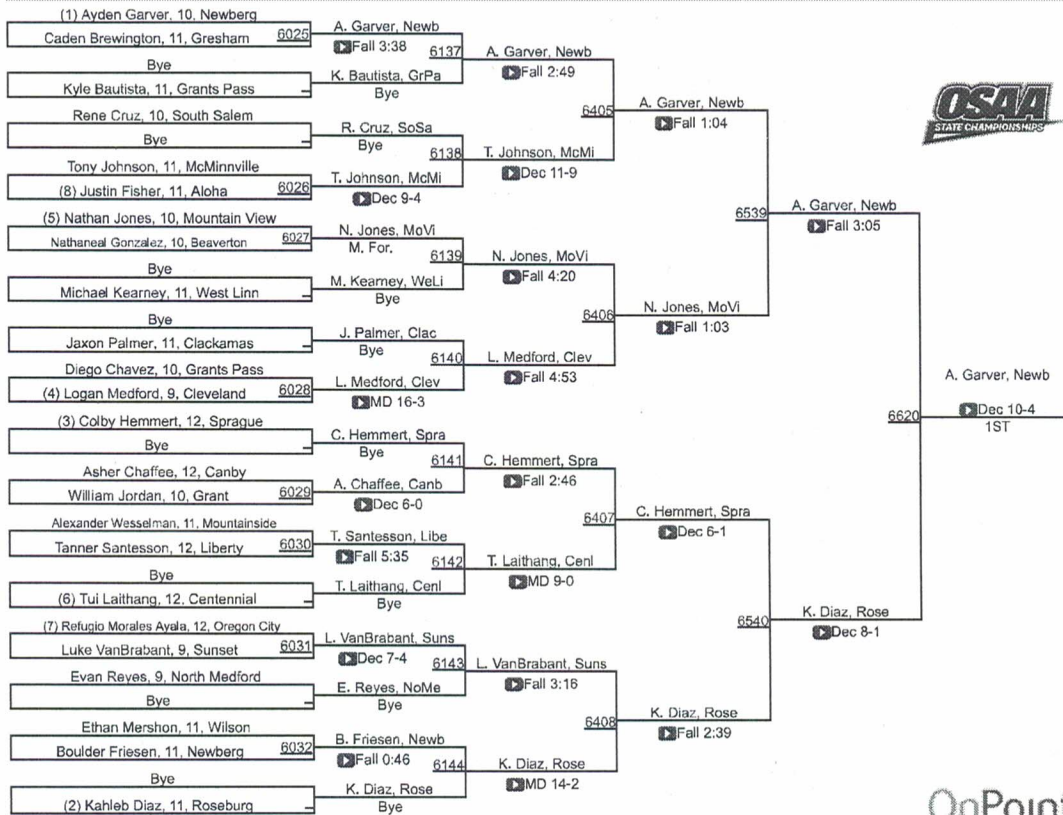 (1) Ayden Garver, 10, Newberg
Caden Brewington, 11, Gresham
6025
Bye
Kyle Bautista, 11, Grants Pass
Rene Cruz, 10, South Salem
Bye
Tony Johnson, 11, McMinnville
(8) Justin Fisher, 11, Aloha
6026
(5) Nathan Jones, 10, Mountain View
Nathaneal Gonzalez, 10, Beaverton
6027
Bye
Michael Kearney, 11, West Linn
Bye
Jaxon Palmer, 11, Clackamas
Diego Chavez, 10, Grants Pass
(4) Logan Medford, 9, Cleveland
6028
(3) Colby Hemmert, 12, Sprague
Bye
Asher Chaffee, 12, Canby
William Jordan, 10, Grant
6029
Alexander Wesselman, 11, Mountainside
Tanner Santesson, 12, Liberty
6030
Bye
(6) Tui Laithang, 12, Centennial
(7) Refugio Morales Ayala, 12, Oregon City
Luke VanBrabant, 9, Sunset
6031
Evan Reyes, 9, North Medford
Bye
Ethan Mershon, 11, Wilson
Boulder Friesen, 11, Newberg
6032
Bye
(2) Kahleb Diaz, 11, Roseburg
A. Garver, Newb
Fall 3:38
6137
K. Bautista, GrPa
Bye
R. Cruz, SoSa
Bye
6138
T. Johnson, McMi
Dec 9-4
N. Jones, MoVi
M. For.
6139
M. Kearney, WeLi
Bye
J. Palmer, Clac
Bye
6140
L. Medford, Clev
MD 16-3
C. Hemmert, Spra
Bye
6141
A. Chaffee, Canb
Dec 6-0
T. Santesson, Libe
Fall 5:35
6142
T. Laithang, Cenl
Bye
L. VanBrabant, Suns
Dec 7-4
6143
E. Reyes, NoMe
Bye
B. Friesen, Newb
Fall 0:46
6144
K. Diaz, Rose
Bye
A. Garver, Newb
Fall 2:49
6405
T. Johnson, McMi
Dec 11-9
N. Jones, MoVi
Fall 4:20
6406
L. Medford, Clev
Fall 4:53
C. Hemmert, Spra
Fall 2:46
6407
T. Laithang, Cenl
MD 9-0
L. VanBrabant, Suns
Fall 3:16
6408
K. Diaz, Rose
MD 14-2
A. Garver, Newb
Fall 1:04
6539
N. Jones, MoVi
Fall 1:03
C. Hemmert, Spra
Dec 6-1
6540
K. Diaz, Rose
Fall 2:39
A. Garver, Newb
Fall 3:05
6620
K. Diaz, Rose
Dec 8-1
A. Garver, Newb
Dec 10-4
1ST
OSAA
STATE CHAMPIONSHIPS
OnPoint